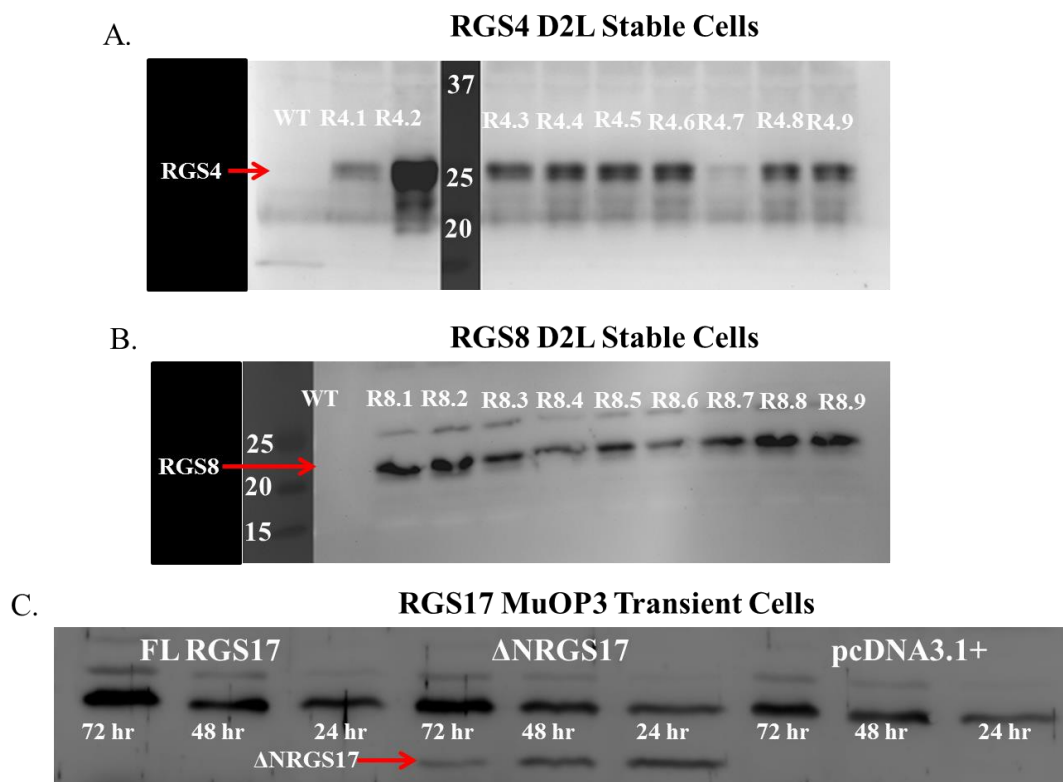 A.
RGS4 D2L Stable Cells
37
WT R4.1 R4.2 R4.3 R4.4 R4.5 R4.6 R4.7 R4.8 R4.9
RGS4
25
20
B.
RGS8 D2L Stable Cells
WT R8.1 R8.2 R8.3 R8.4 R8.5 R8.6 R8.7 R8.8 R8.9
25
RGS8
20
15
C.
RGS17 MuOP3 Transient Cells
FL RGS17 ΔNRGS17 pcDNA3.1+
72 hr 48 hr 24 hr 72 hr 48 hr 24 hr 72 hr 48 hr 24 hr
ΔNRGS17